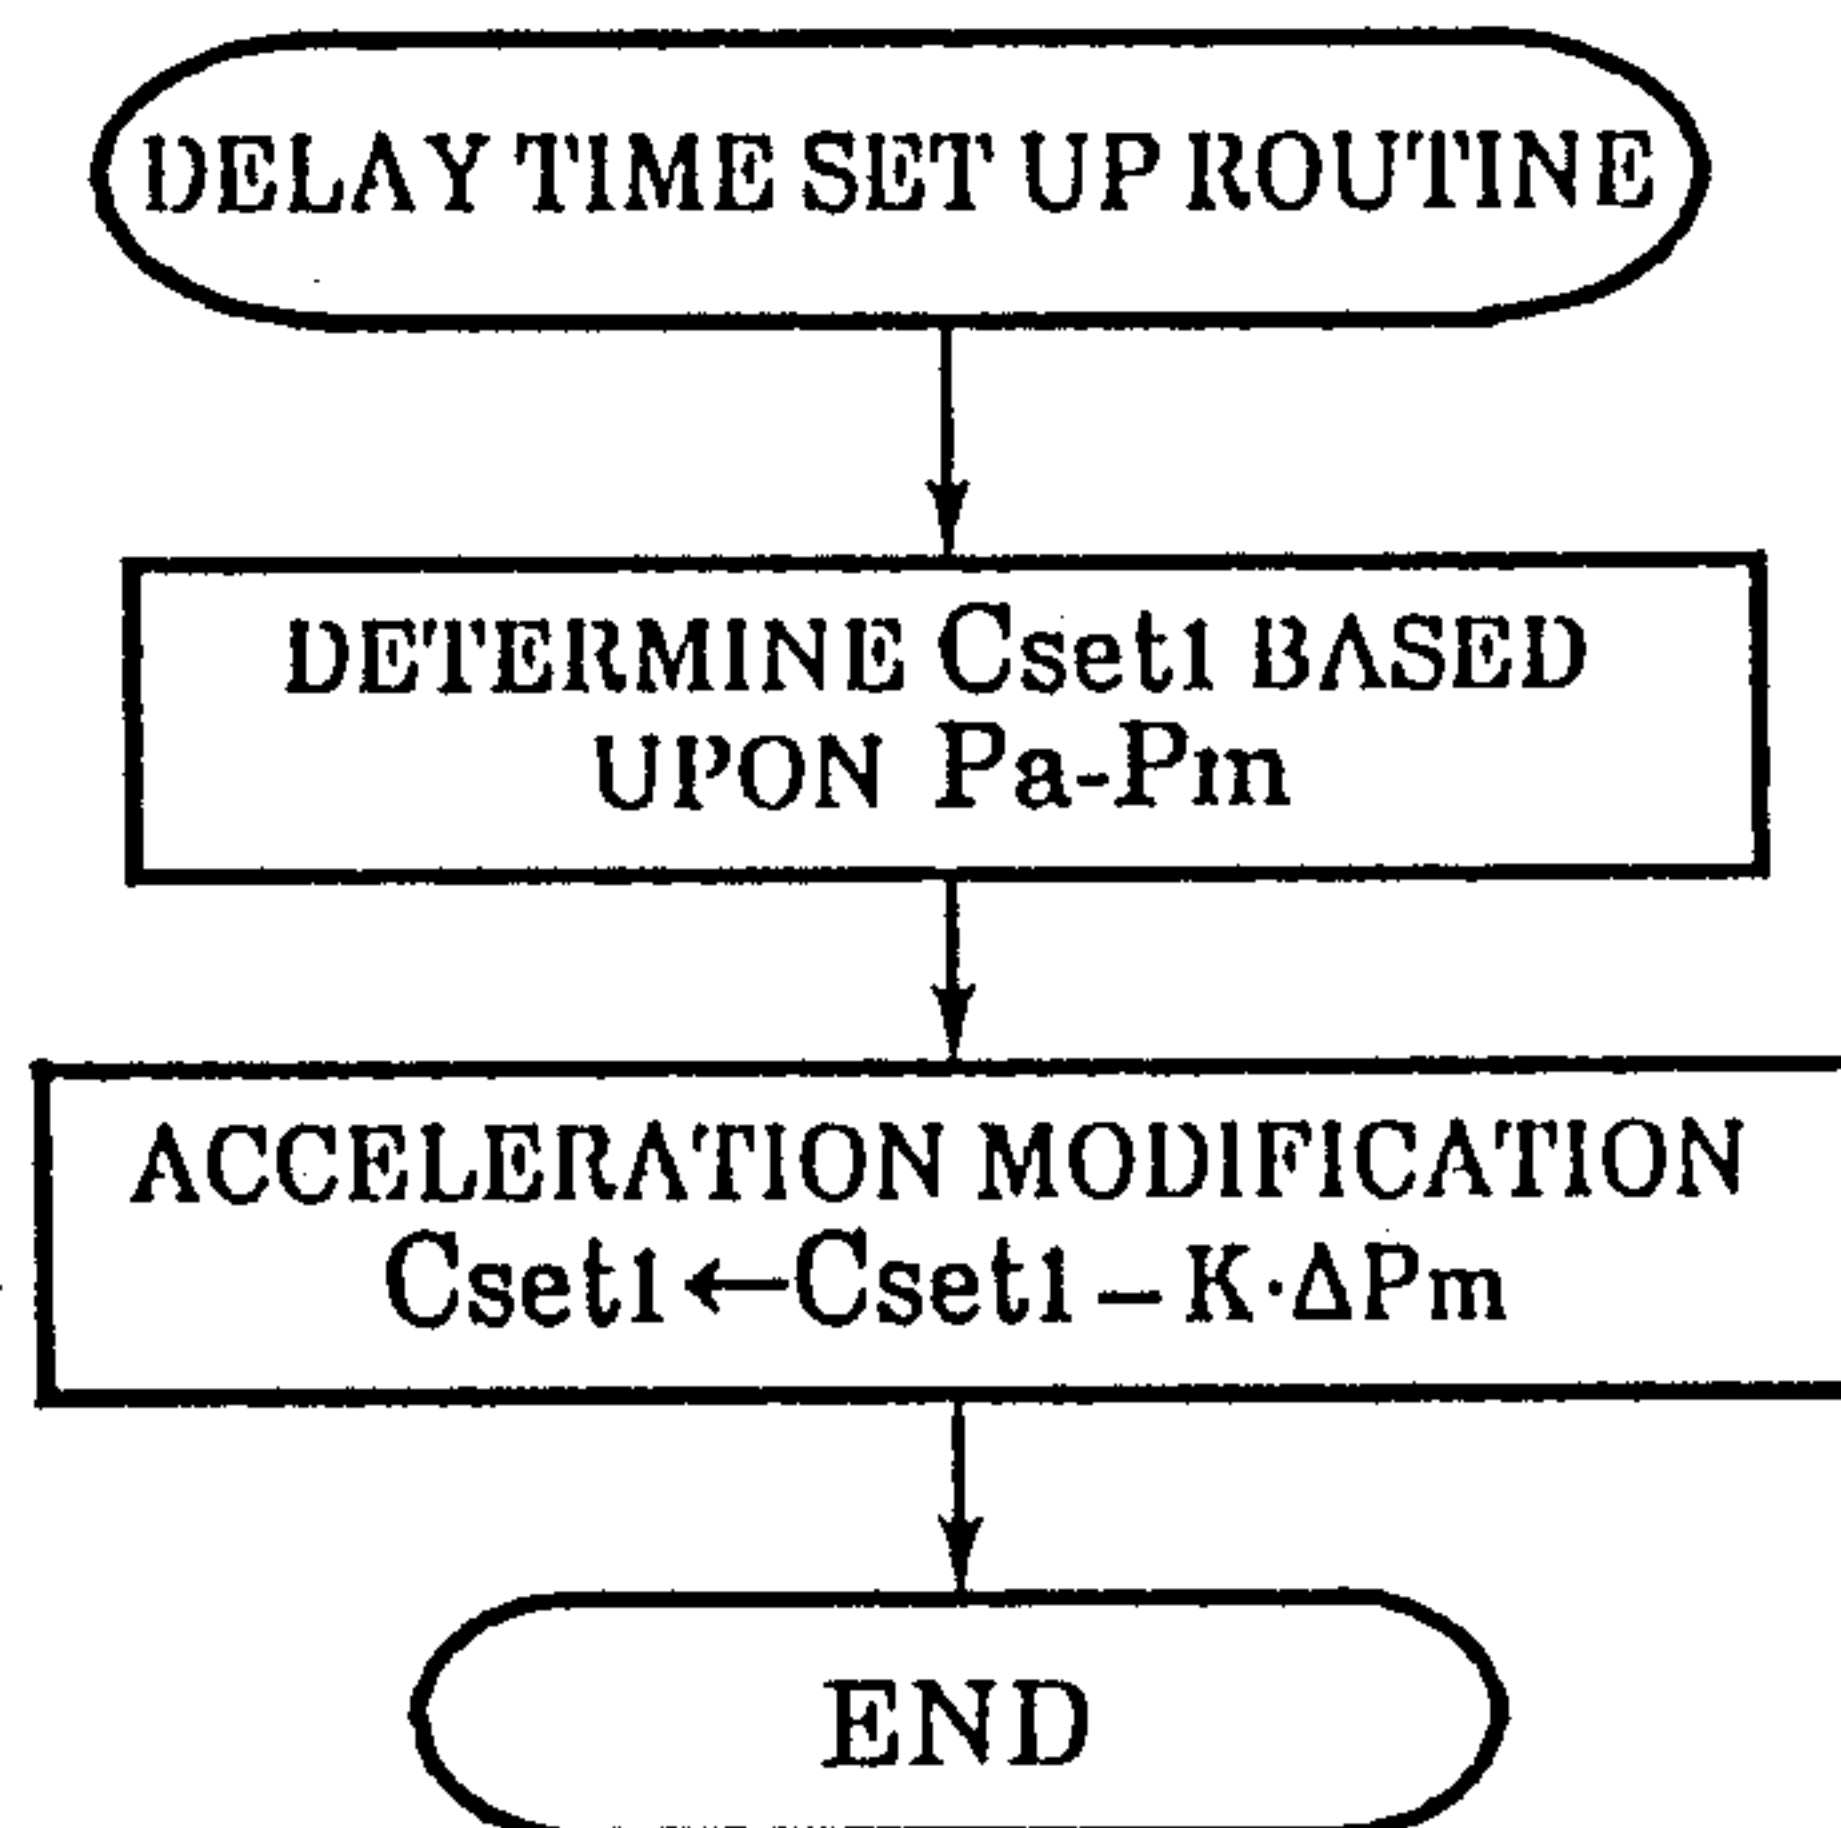 DELAY TIME SET UP ROUTINE
DETERMINE Cset1 BASED
UPON Pa-Pm
ACCELERATION MODIFICATION
Cset1←Cset1 – K·ΔPm
END